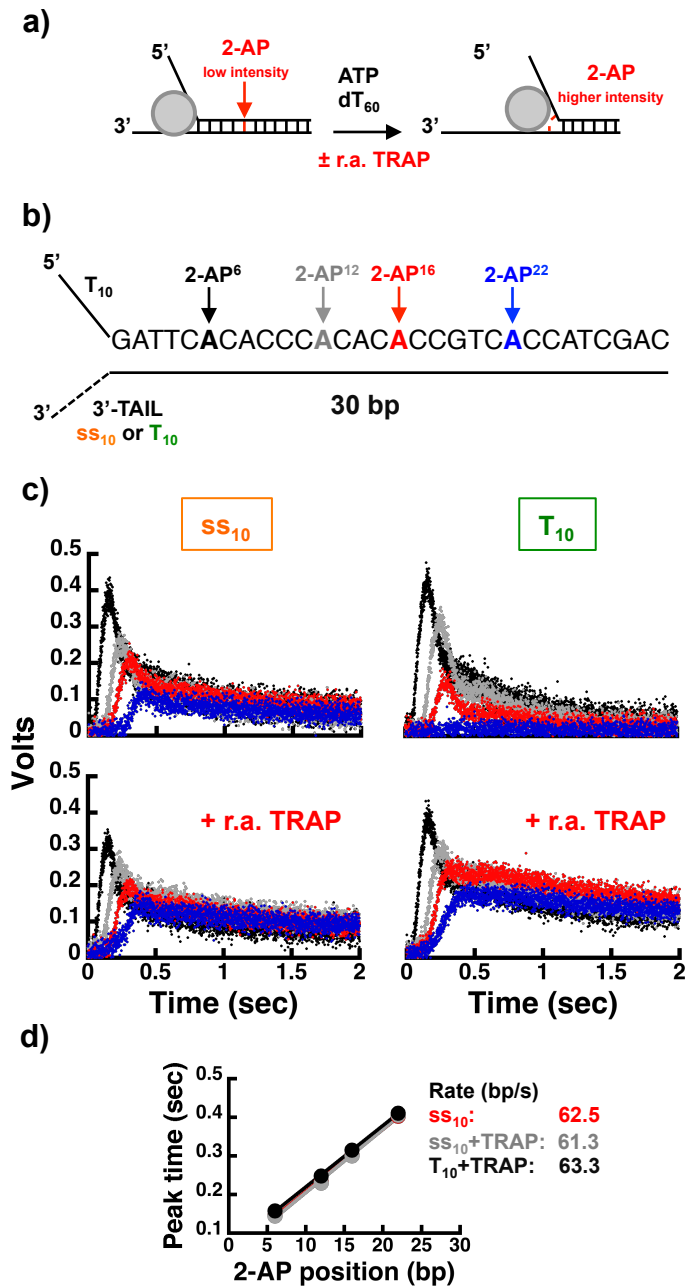 a)
5’
2-AP
low intensity
3’
ATP
dT60
± r.a. TRAP
5’
2-AP
higher intensity
3’
b)
5’
T10
2-AP6 2-AP12 2-AP16 2-AP22
GATTCACACCCACACACCGTCACCATCGAC
3’
3’-TAIL
ss10 or T10
30 bp
c)
ss10 T10
Volts
0.5
0.4
0.3
0.2
0.1
0
+ r.a. TRAP + r.a. TRAP
0.5
0.4
0.3
0.2
0.1
0
0 0.5 1 1.5 2 0 0.5 1 1.5 2
Time (sec) Time (sec)
d)
Peak time (sec)
0.5
0.4
0.3
0.2
0.1
0 5 10 15 20 25 30
2-AP position (bp)
Rate (bp/s)
ss10: 62.5
ss10+TRAP: 61.3
T10+TRAP: 63.3